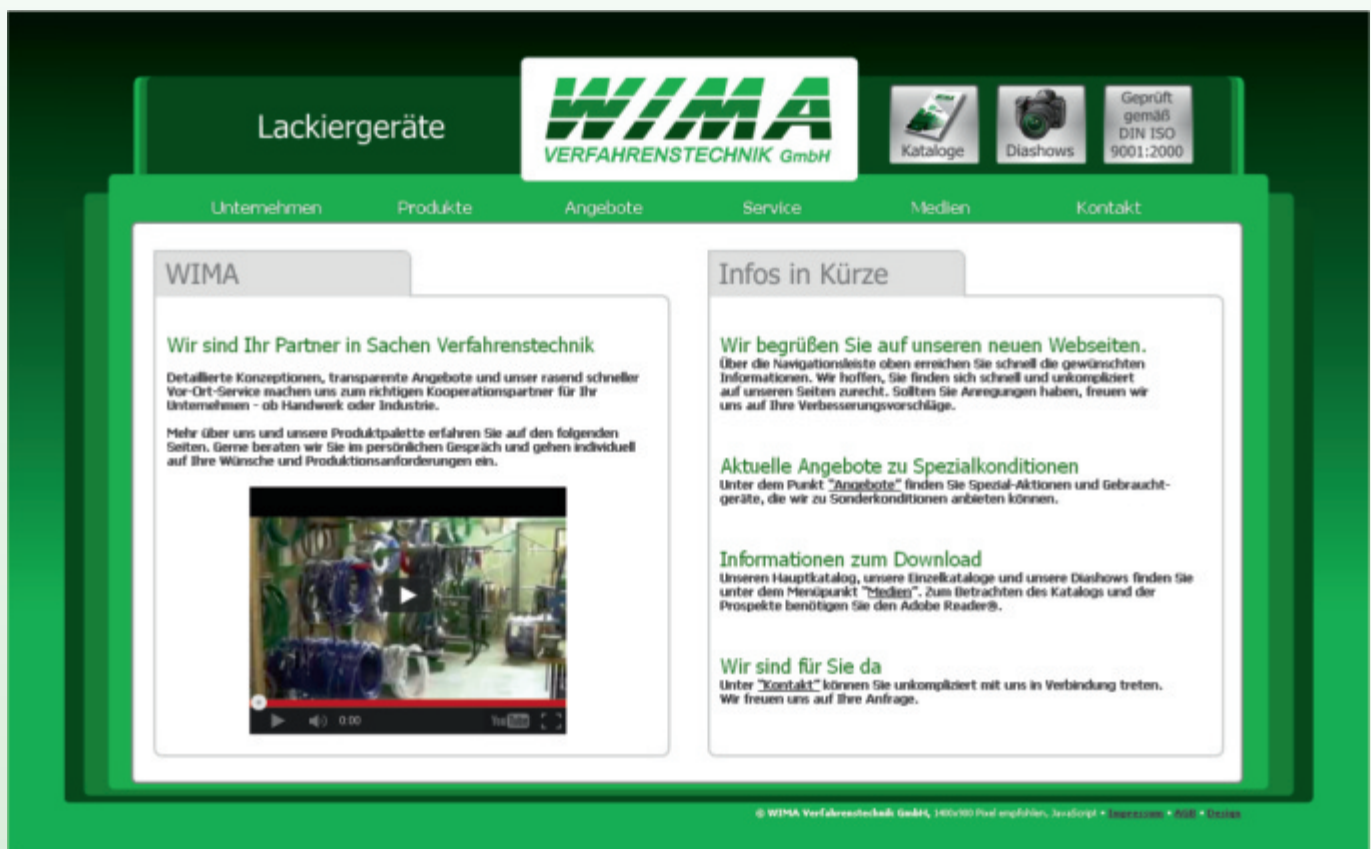 Lackiergeräte
WIMA
VERFAHRENSTECHNIK GmbH
WIMA
Kataloge
Diashows
Geprüft
gemäß
DIN ISO
9001:2000
Unternehmen
Produkte
Angebote
Service
Medien
Kontakt
WIMA
Wir sind Ihr Partner in Sachen Verfahrenstechnik
Detaillierte Konzeptionen, transparente Angebote und unser rasend schneller
Vor-Ort-Service machen uns zum richtigen Kooperationspartner für Ihr
Unternehmen - ob Handwerk oder Industrie.
Mehr über uns und unsere Produktpalette erfahren Sie auf den folgenden
Seiten. Gerne beraten wir Sie im persönlichen Gespräch und gehen individuell
auf Ihre Wünsche und Produktionsanforderungen ein.
0:00
YouTube
Infos in Kürze
Wir begrüßen Sie auf unseren neuen Webseiten.
Über die Navigationsleiste oben erreichen Sie schnell die gewünschten
Informationen. Wir hoffen, Sie finden sich schnell und unkompliziert
auf unseren Seiten zurecht. Sollten Sie Anregungen haben, freuen wir
uns auf Ihre Verbesserungsvorschläge.
Aktuelle Angebote zu Spezialkonditionen
Unter dem Punkt "Angebote" finden Sie Spezial-Aktionen und Gebraucht-
geräte, die wir zu Sonderkonditionen anbieten können.
Informationen zum Download
Unseren Hauptkatalog, unsere Einzelkataloge und unsere Diashows finden Sie
unter dem Menüpunkt "Medien". Zum Betrachten des Katalogs und der
Prospekte benötigen Sie den Adobe Reader®.
Wir sind für Sie da
Unter "Kontakt" können Sie unkompliziert mit uns in Verbindung treten.
Wir freuen uns auf Ihre Anfrage.
© WIMA Verfahrenstechnik GmbH, 1400x900 Pixel empfohlen, JavaScript • Impressum • AGB • Design